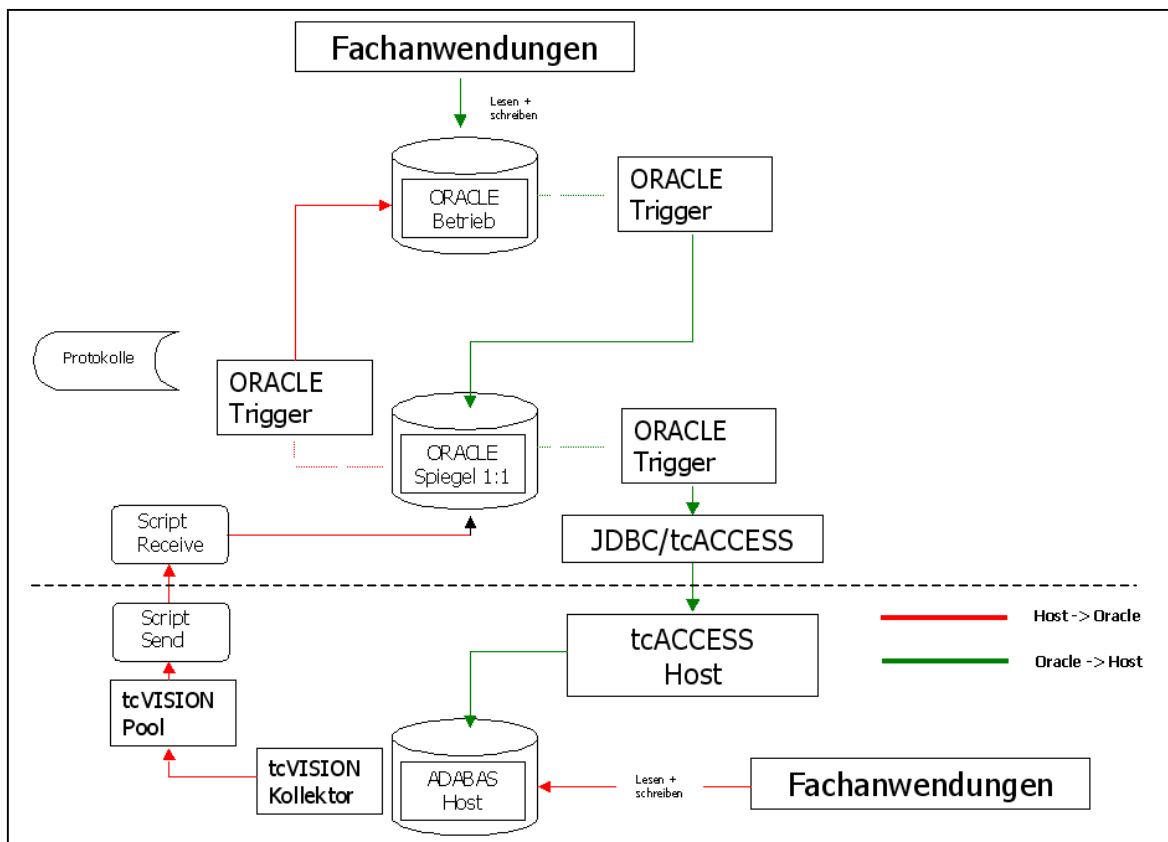 Fachanwendungen
Lesen +
schreiben
ORACLE
Betrieb
ORACLE
Trigger
Protokolle
ORACLE
Trigger
ORACLE
Spiegel 1:1
ORACLE
Trigger
Script
Receive
JDBC/tcACCESS
Script
Send
tcACCESS
Host
Host -> Oracle
Oracle -> Host
tcVISION
Pool
tcVISION
Kollektor
ADABAS
Host
Lesen +
schreiben
Fachanwendungen